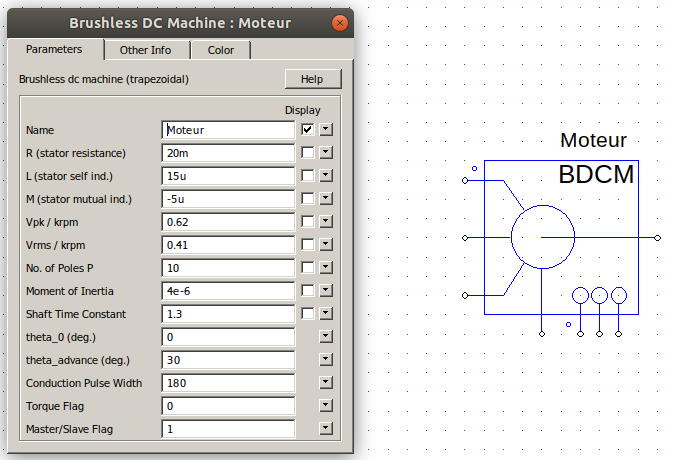 Brushless DC Machine : Moteur
Parameters Other Info Color
Brushless dc machine (trapezoidal) Help
Display
Name Moteur
R (stator resistance) 20m
L (stator self ind.) 15u
M (stator mutual ind.) -5u
Vpk / krpm 0.62
Vrms / krpm 0.41
No. of Poles P 10
Moment of Inertia 4e-6
Shaft Time Constant 1.3
theta_0 (deg.) 0
theta_advance (deg.) 30
Conduction Pulse Width 180
Torque Flag 0
Master/Slave Flag 1
Moteur
BDCM